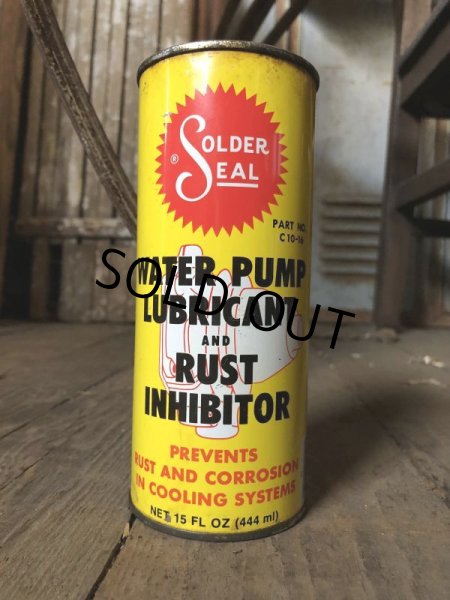 SOLDER
SEAL
®
PART NO.
C10-16
WATER PUMP
LUBRICANT
AND
RUST
INHIBITOR
PREVENTS
RUST AND CORROSION
IN COOLING SYSTEMS
NET 15 FL OZ (444 ml)
SOLD OUT